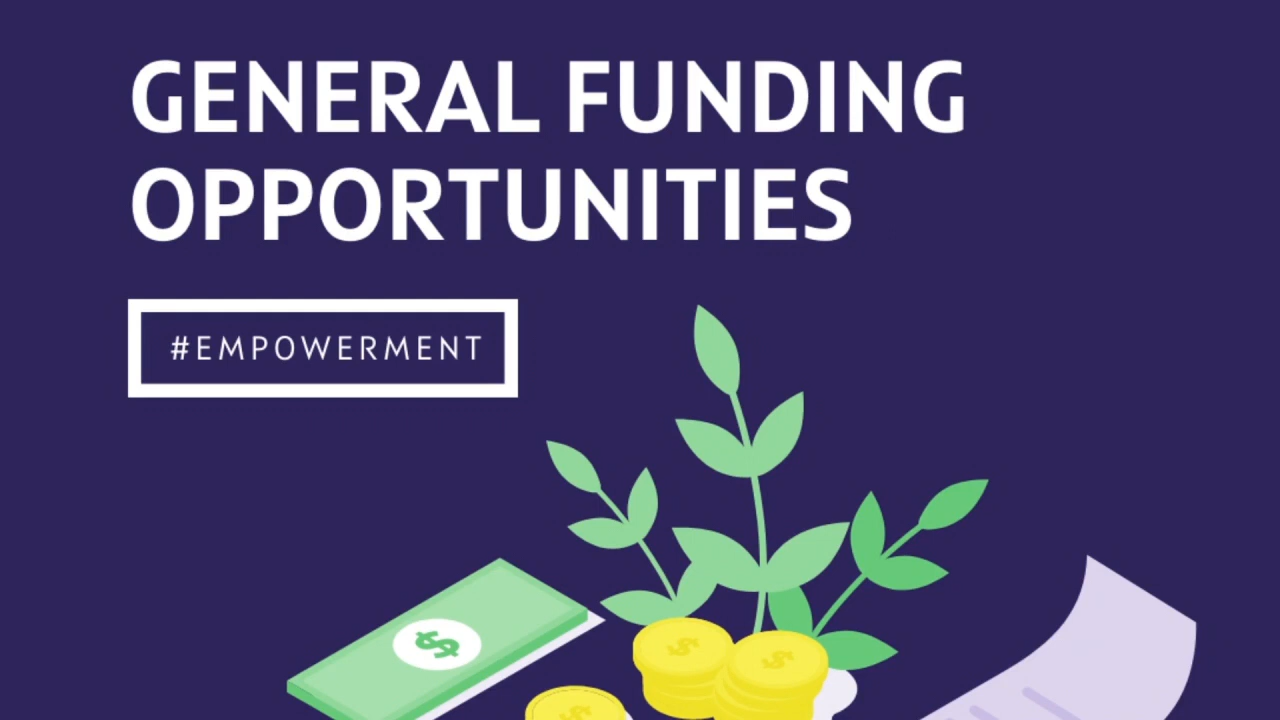 GENERAL FUNDING
OPPORTUNITIES
#EMPOWERMENT
$
$
$
$